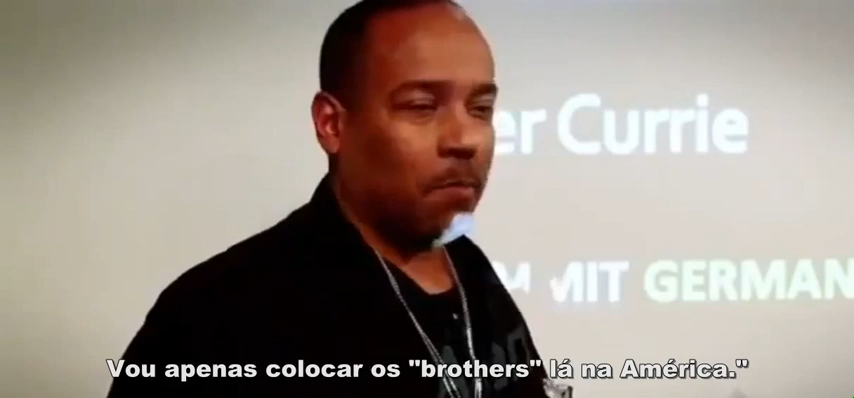 er Currie
MIT GERMAN
Vou apenas colocar os "brothers" lá na América."